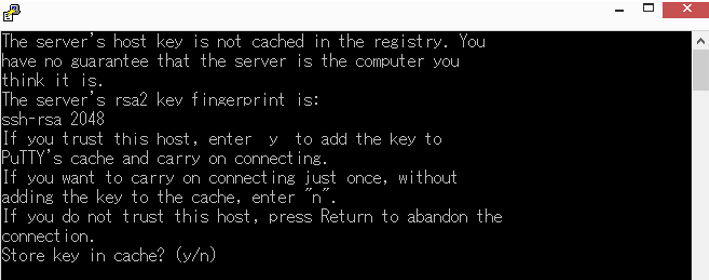 The server's host key is not cached in the registry. You
have no guarantee that the server is the computer you
think it is.
The server's rsa2 key fingerprint is:
ssh-rsa 2048
If you trust this host, enter y to add the key to
PuTTY's cache and carry on connecting.
If you want to carry on connecting just once, without
adding the key to the cache, enter "n".
If you do not trust this host, press Return to abandon the
connection.
Store key in cache? (y/n)